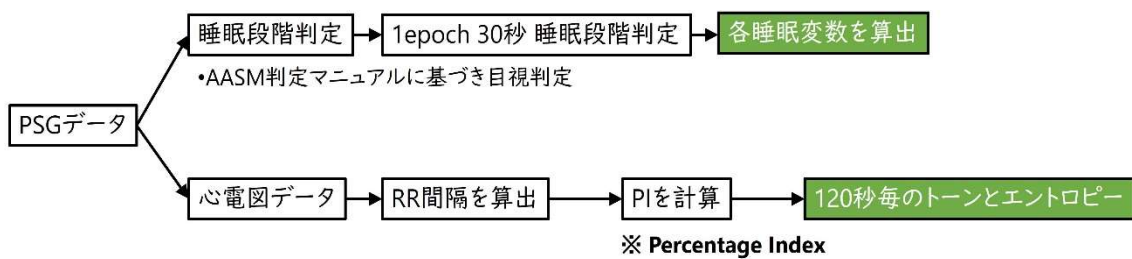 睡眠段階判定
1epoch 30秒 睡眠段階判定
各睡眠変数を算出
•AASM判定マニュアルに基づき目視判定
PSGデータ
心電図データ
RR間隔を算出
PIを計算
120秒毎のトーンとエントロピー
※ Percentage Index